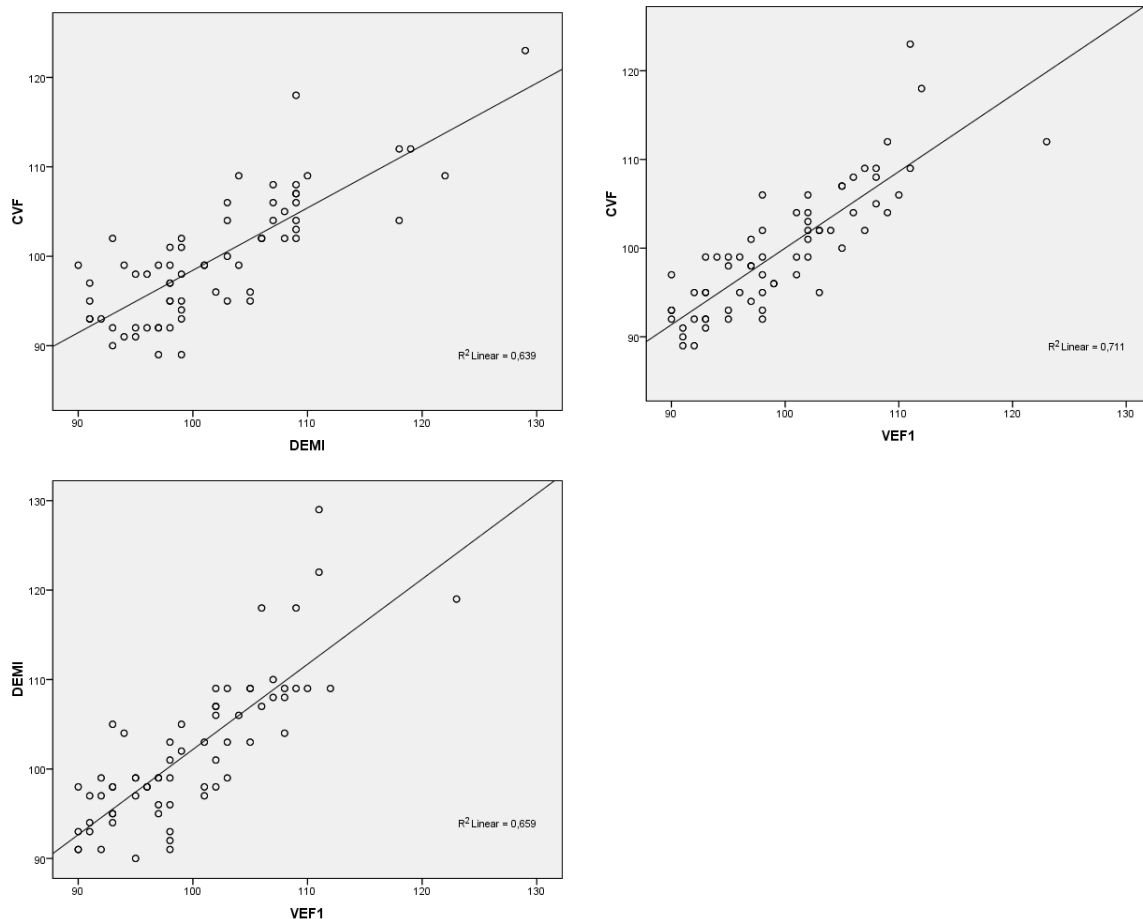 120
110
100
90
CVF
R² Linear = 0,639
90 100 110 120 130
DEMI
120
110
100
90
CVF
R² Linear = 0,711
90 100 110 120 130
VEF1
130
120
110
100
90
DEMI
R² Linear = 0,659
90 100 110 120 130
VEF1